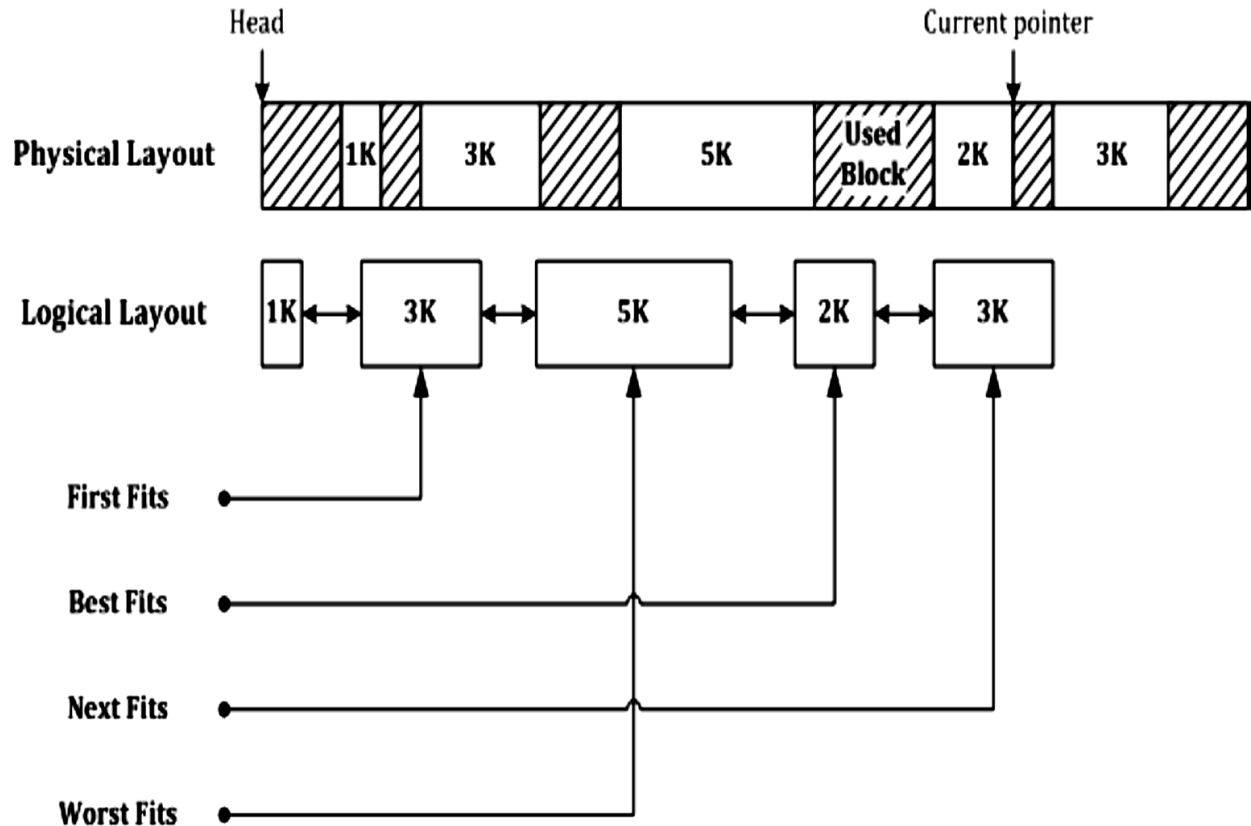 Head
Current pointer
Physical Layout
1K
3K
5K
Used
Block
2K
3K
Logical Layout
1K
3K
5K
2K
3K
First Fits
Best Fits
Next Fits
Worst Fits